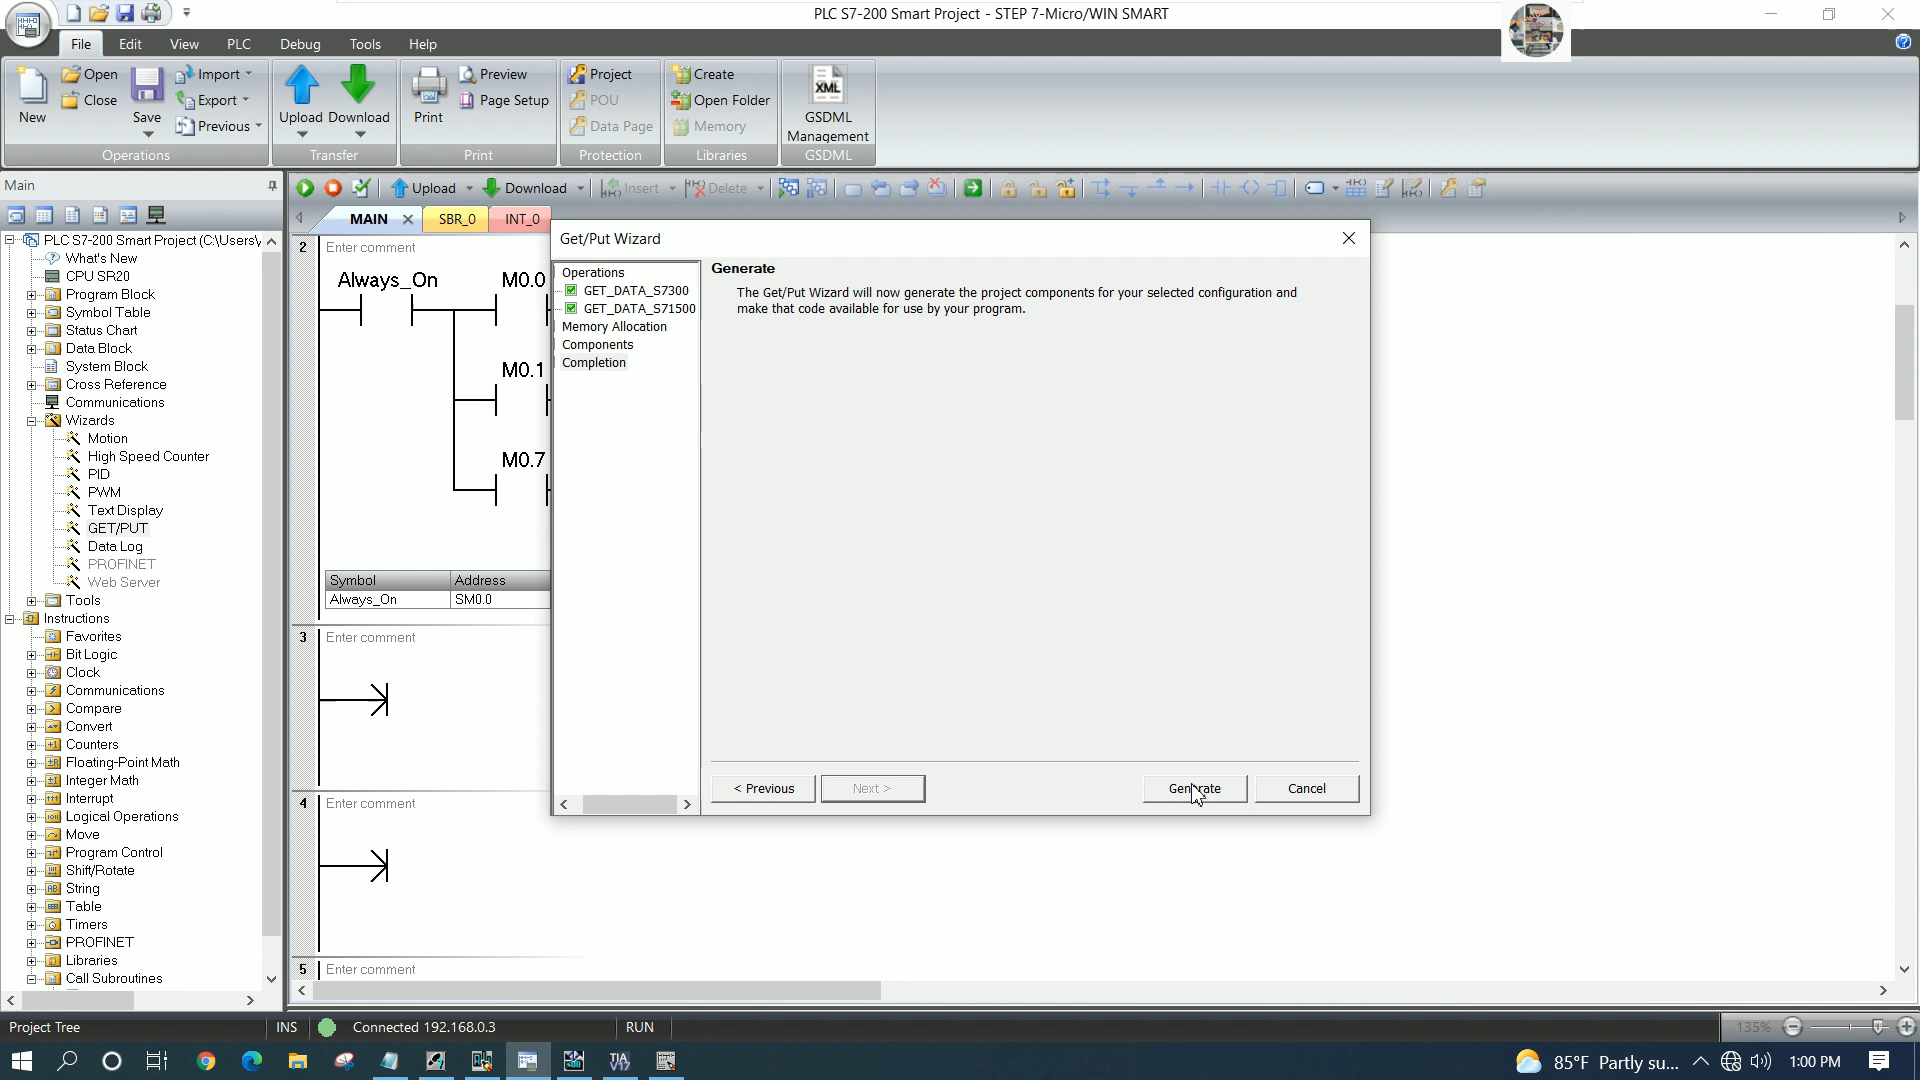 PLC S7-200 Smart Project - STEP 7-Micro/WIN SMART
File Edit View PLC Debug Tools Help
New
Open
Close
Save
Import
Export
Previous
Operations
Upload Download
Transfer
Print
Preview
Page Setup
Print
Project
POU
Data Page
Protection
Create
Open Folder
Memory
Libraries
XML
GSDML
Management
GSDML
Main
Upload Download Insert Delete
MAIN SBR_0 INT_0
PLC S7-200 Smart Project (C:\Users\
What's New
CPU SR20
Program Block
Symbol Table
Status Chart
Data Block
System Block
Cross Reference
Communications
Wizards
Motion
High Speed Counter
PID
PWM
Text Display
GET/PUT
Data Log
PROFINET
Web Server
Tools
Instructions
Favorites
Bit Logic
Clock
Communications
Compare
Convert
Counters
Floating-Point Math
Integer Math
Interrupt
Logical Operations
Move
Program Control
Shift/Rotate
String
Table
Timers
PROFINET
Libraries
Call Subroutines
2 Enter comment
Always_On M0.0
M0.1
M0.7
Symbol Address
Always_On SM0.0
3 Enter comment
4 Enter comment
5 Enter comment
Get/Put Wizard
Operations
GET_DATA_S7300
GET_DATA_S71500
Memory Allocation
Components
Completion
Generate
The Get/Put Wizard will now generate the project components for your selected configuration and
make that code available for use by your program.
< Previous Next > Generate Cancel
Project Tree INS Connected 192.168.0.3 RUN 135%
TIA
V17
85°F Partly su... 1:00 PM